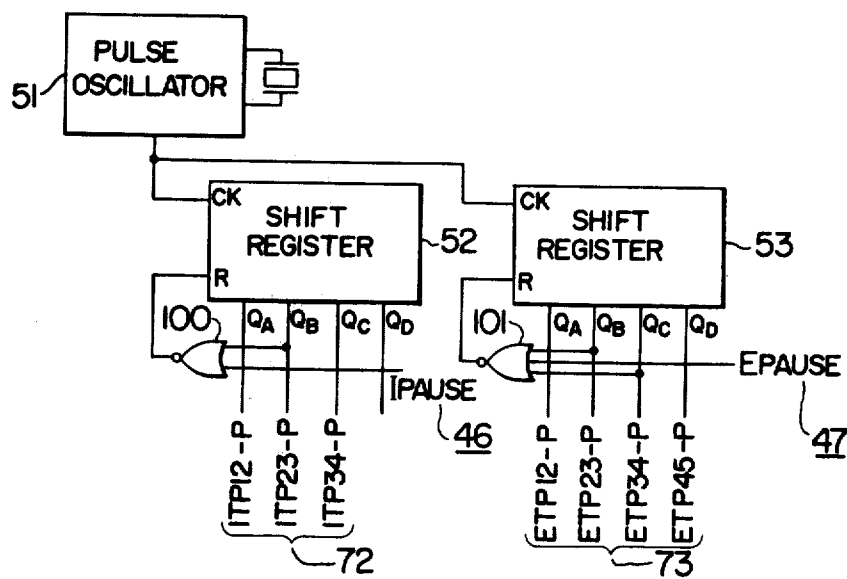 PULSE
OSCILLATOR
51
CK
SHIFT
REGISTER
52
R
QA QB QC QD
100
IPAUSE
46
ITP12-P
ITP23-P
ITP34-P
72
CK
SHIFT
REGISTER
53
R
QA QB QC QD
101
EPAUSE
47
ETP12-P
ETP23-P
ETP34-P
ETP45-P
73